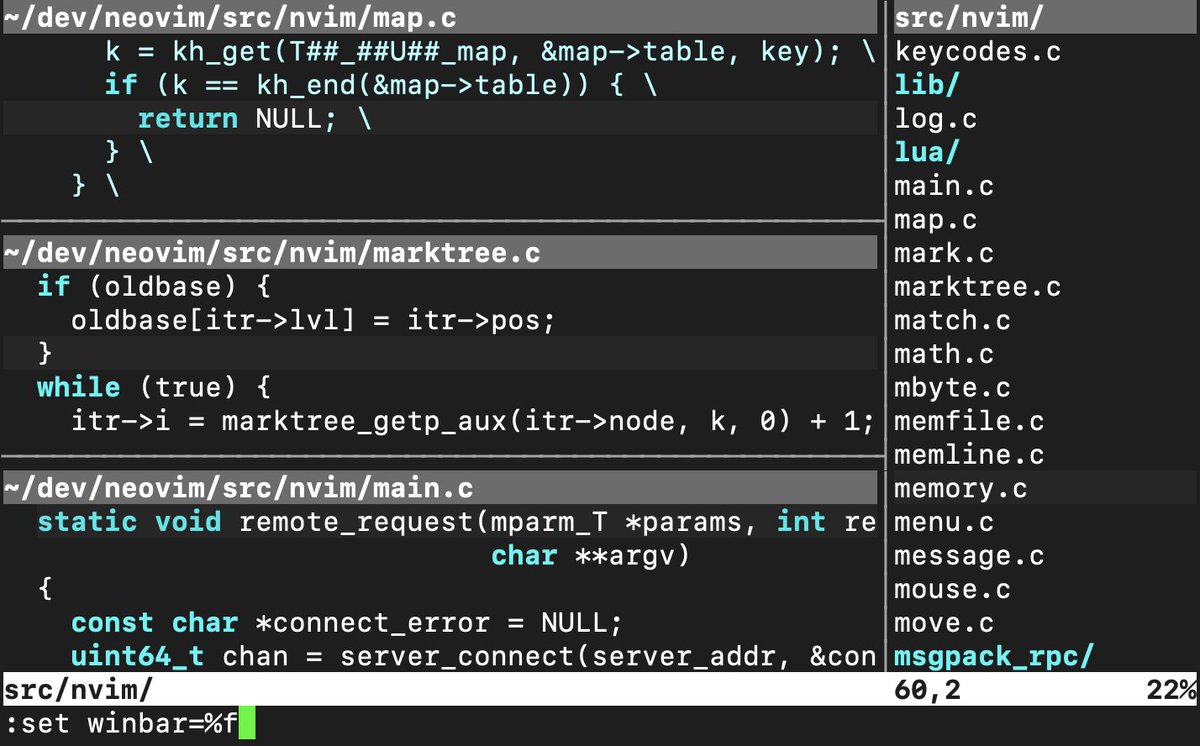 ~/dev/neovim/src/nvim/map.c
k = kh_get(T##_##U##_map, &map->table, key); \
if (k == kh_end(&map->table)) { \
return NULL; \
} \
} \
~/dev/neovim/src/nvim/marktree.c
if (oldbase) {
oldbase[itr->lvl] = itr->pos;
}
while (true) {
itr->i = marktree_getp_aux(itr->node, k, 0) + 1;
~/dev/neovim/src/nvim/main.c
static void remote_request(mparm_T *params, int re
char **argv)
{
const char *connect_error = NULL;
uint64_t chan = server_connect(server_addr, &con
src/nvim/
keycodes.c
lib/
log.c
lua/
main.c
map.c
mark.c
marktree.c
match.c
math.c
mbyte.c
memfile.c
memline.c
memory.c
menu.c
message.c
mouse.c
move.c
msgpack_rpc/
src/nvim/ 60,2 22%
:set winbar=%f